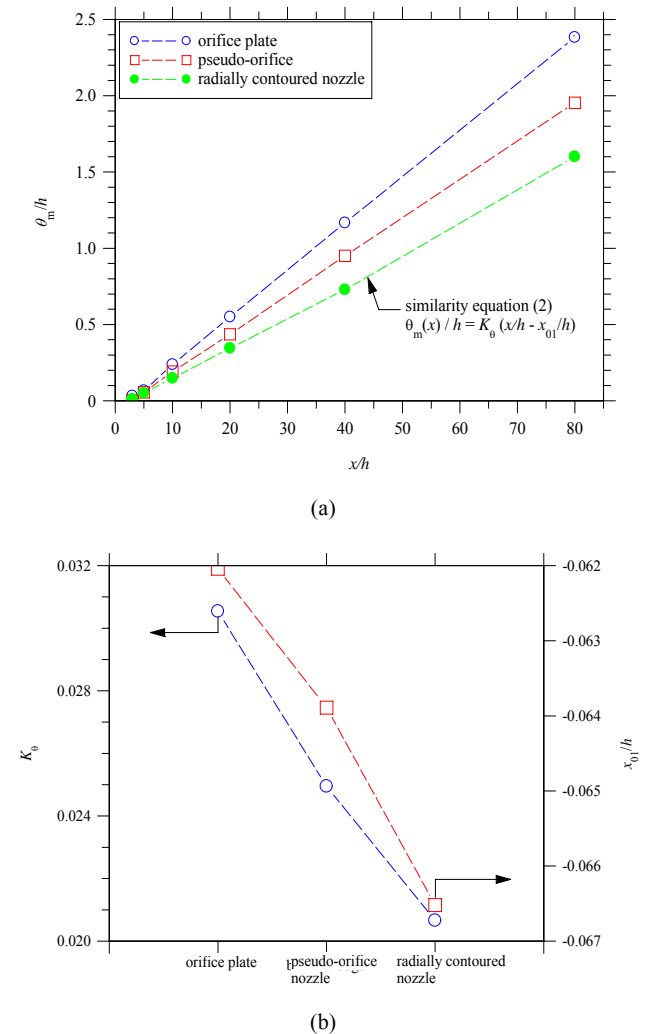 2.5
orifice plate
pseudo-orifice
radially contoured nozzle
2.0
1.5
θm/h
1.0
similarity equation (2)
θm(x) / h = Kθ (x/h - x01/h)
0.5
0
0 10 20 30 40 50 60 70 80
x/h
(a)
0.032 -0.062
-0.063
0.028
-0.064
Kθ x01/h
-0.065
0.024
-0.066
0.020 -0.067
orifice plate pseudo-orifice radially contoured
nozzle nozzle
(b)